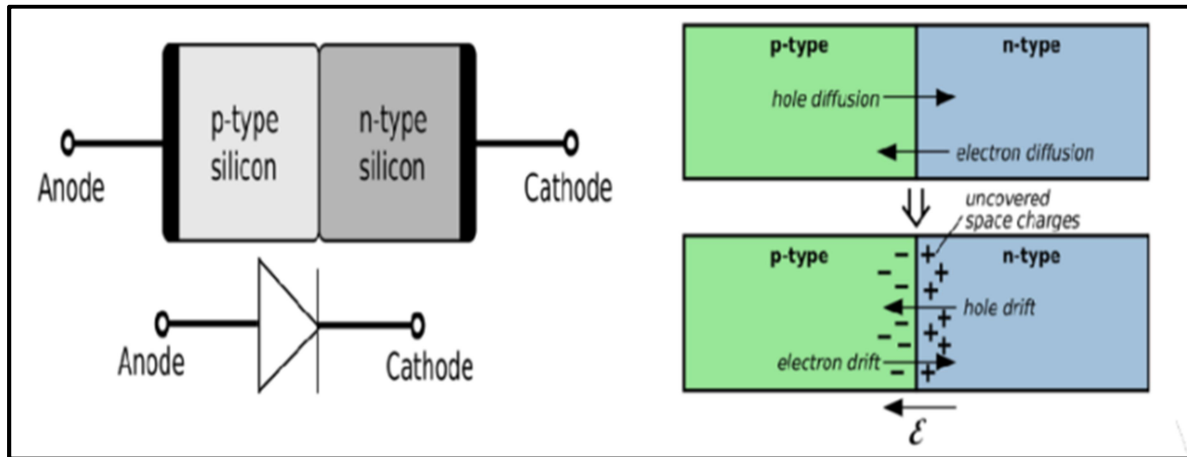 p-type
silicon
n-type
silicon
Anode
Cathode
Anode
Cathode
p-type
n-type
hole diffusion
electron diffusion
uncovered
space charges
p-type
n-type
hole drift
electron drift
ℰ